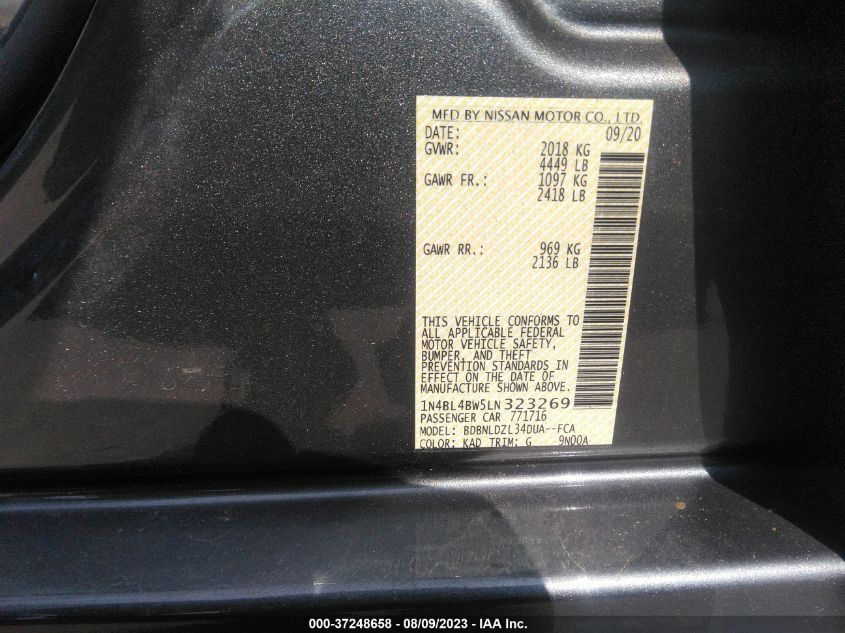 MFD BY NISSAN MOTOR CO., LTD.
DATE: 09/20
GVWR: 2018 KG
4449 LB
GAWR FR.: 1097 KG
2418 LB
GAWR RR.: 969 KG
2136 LB
THIS VEHICLE CONFORMS TO
ALL APPLICABLE FEDERAL
MOTOR VEHICLE SAFETY,
BUMPER, AND THEFT
PREVENTION STANDARDS IN
EFFECT ON THE DATE OF
MANUFACTURE SHOWN ABOVE.
1N4BL4BW5LN323269
PASSENGER CAR 771716
MODEL: BDBNLDZL34DUA--FCA
COLOR: KAD TRIM: G 9N00A
000-37248658 - 08/09/2023 - IAA Inc.